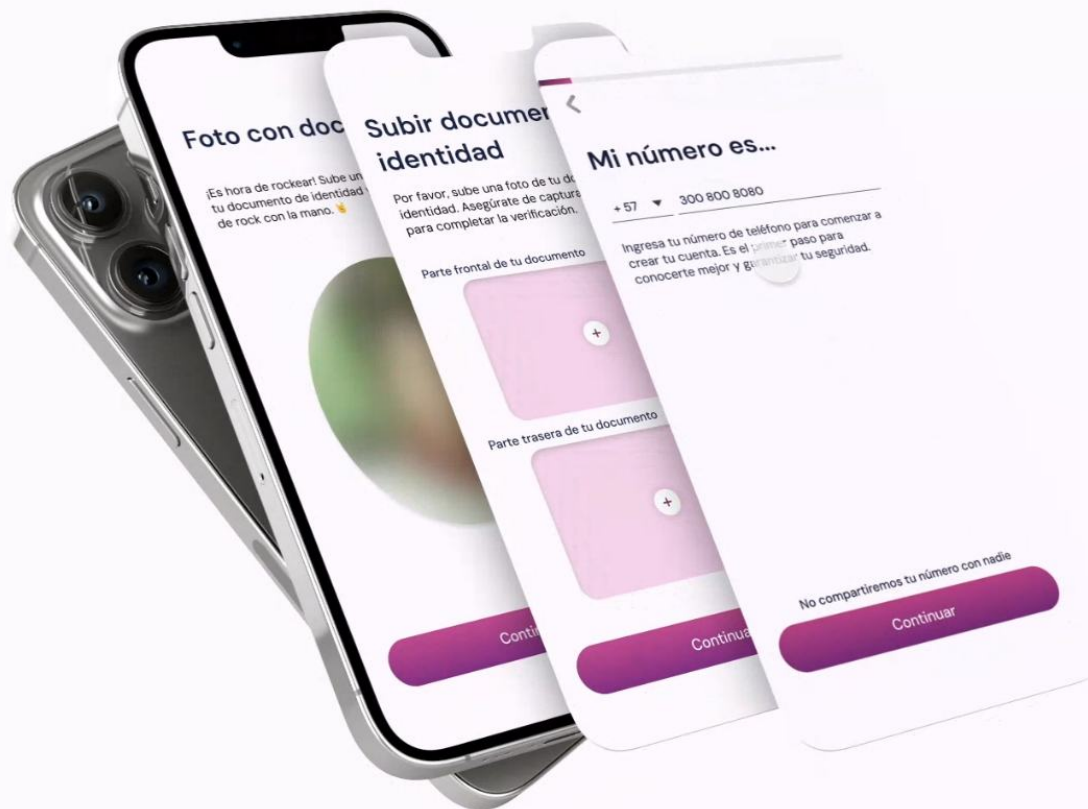 Foto con doc
¡Es hora de rockear! Sube un
tu documento de identidad
de rock con la mano. 🤘
Contin
Subir documen
identidad
Por favor, sube una foto de tu do
identidad. Asegúrate de captura
para completar la verificación.
Parte frontal de tu documento
+
Parte trasera de tu documento
+
Continua
Mi número es...
+ 57 ▼ 300 800 8080
Ingresa tu número de teléfono para comenzar a
crear tu cuenta. Es el primer paso para
conocerte mejor y garantizar tu seguridad.
No compartiremos tu número con nadie
Continuar